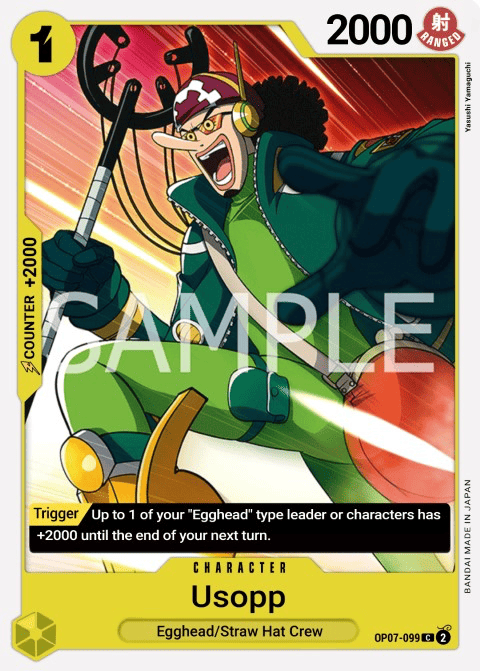 1
2000
射
RANGED
Yasushi Yamaguchi
COUNTER +2000
SAMPLE
Trigger Up to 1 of your "Egghead" type leader or characters has
+2000 until the end of your next turn.
BANDAI MADE IN JAPAN
CHARACTER
Usopp
Egghead/Straw Hat Crew
OP07-099 C 2